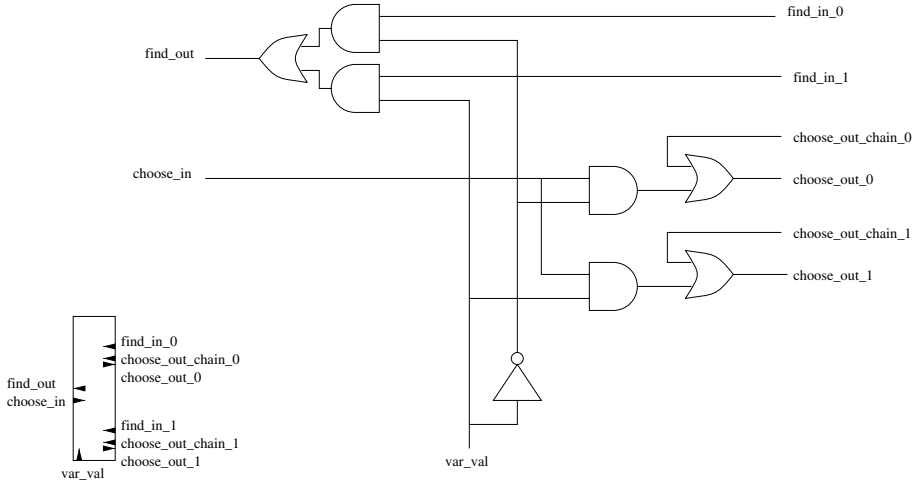 find_in_0
find_out
find_in_1
choose_out_chain_0
choose_in
choose_out_0
choose_out_chain_1
choose_out_1
find_in_0
choose_out_chain_0
choose_out_0
find_out
choose_in
find_in_1
choose_out_chain_1
choose_out_1
var_val
var_val